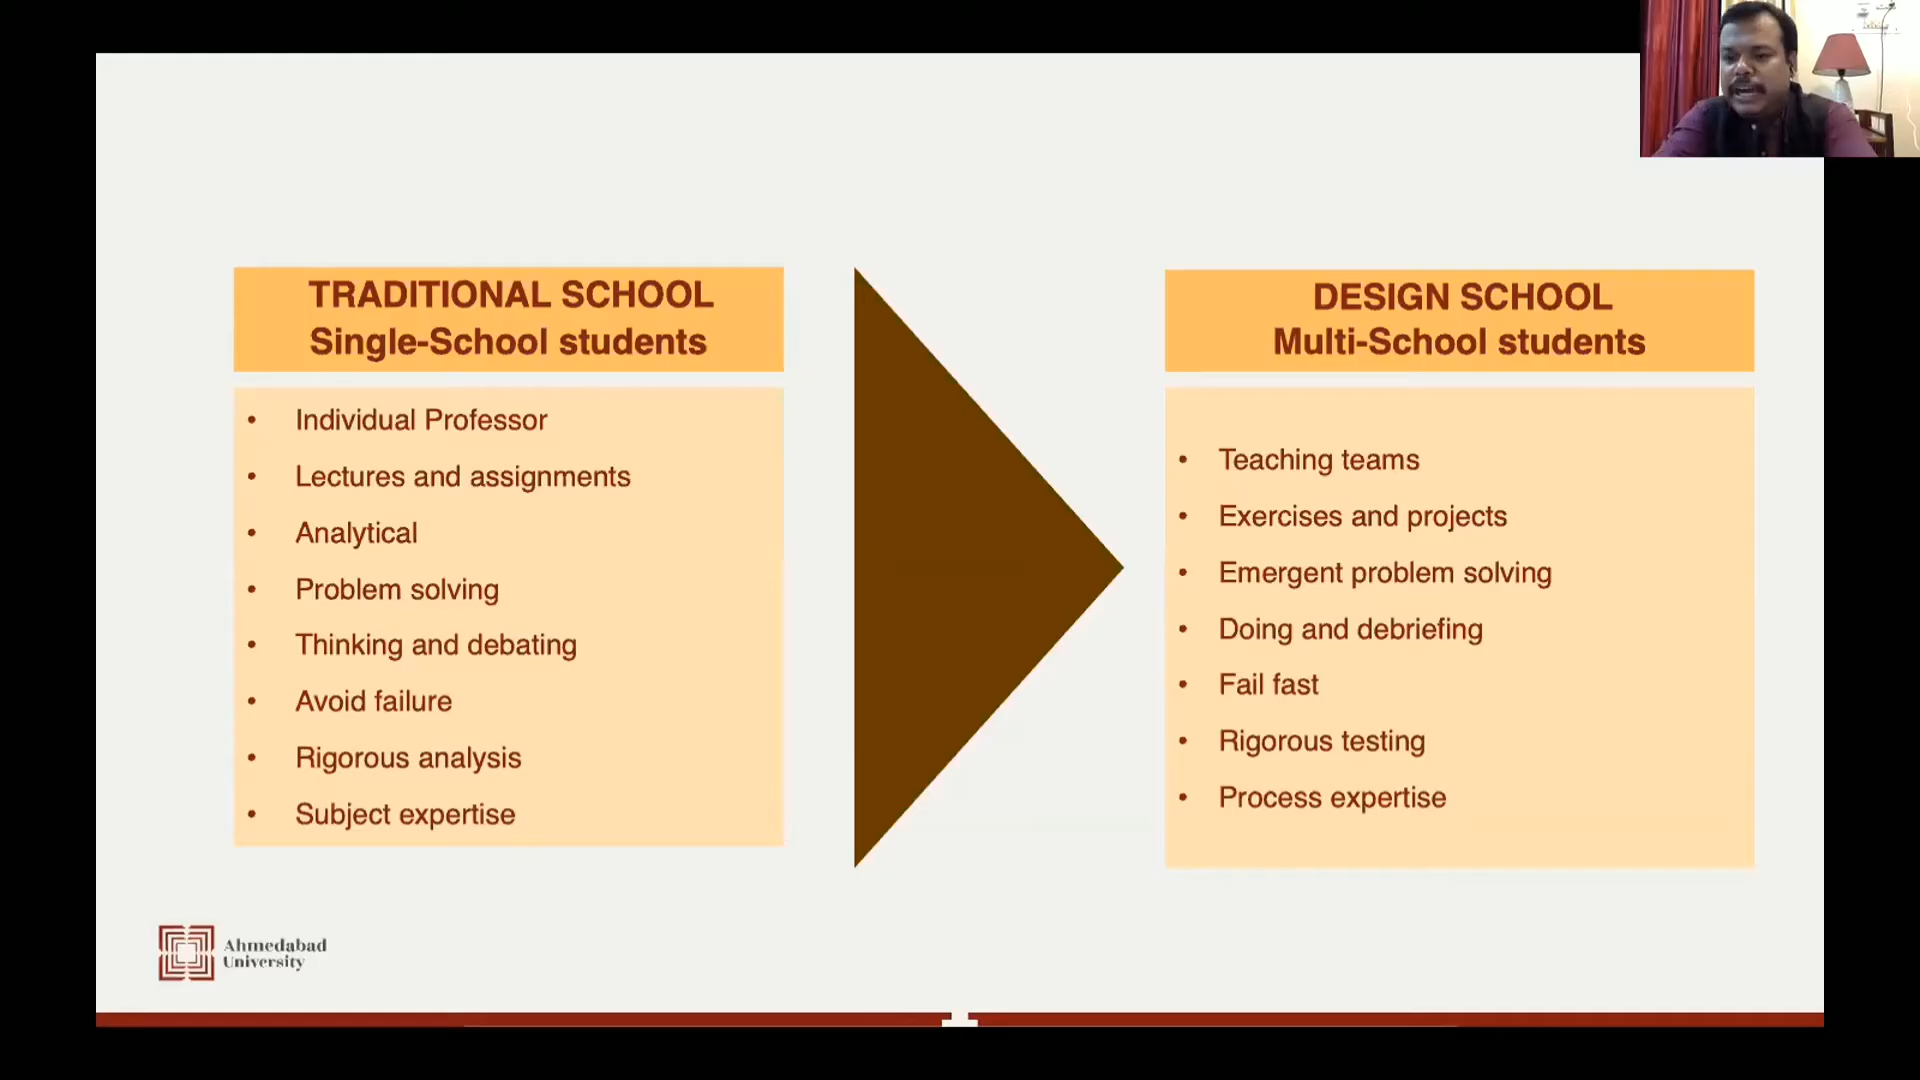 TRADITIONAL SCHOOL
Single-School students
• Individual Professor
• Lectures and assignments
• Analytical
• Problem solving
• Thinking and debating
• Avoid failure
• Rigorous analysis
• Subject expertise
DESIGN SCHOOL
Multi-School students
• Teaching teams
• Exercises and projects
• Emergent problem solving
• Doing and debriefing
• Fail fast
• Rigorous testing
• Process expertise
Ahmedabad
University